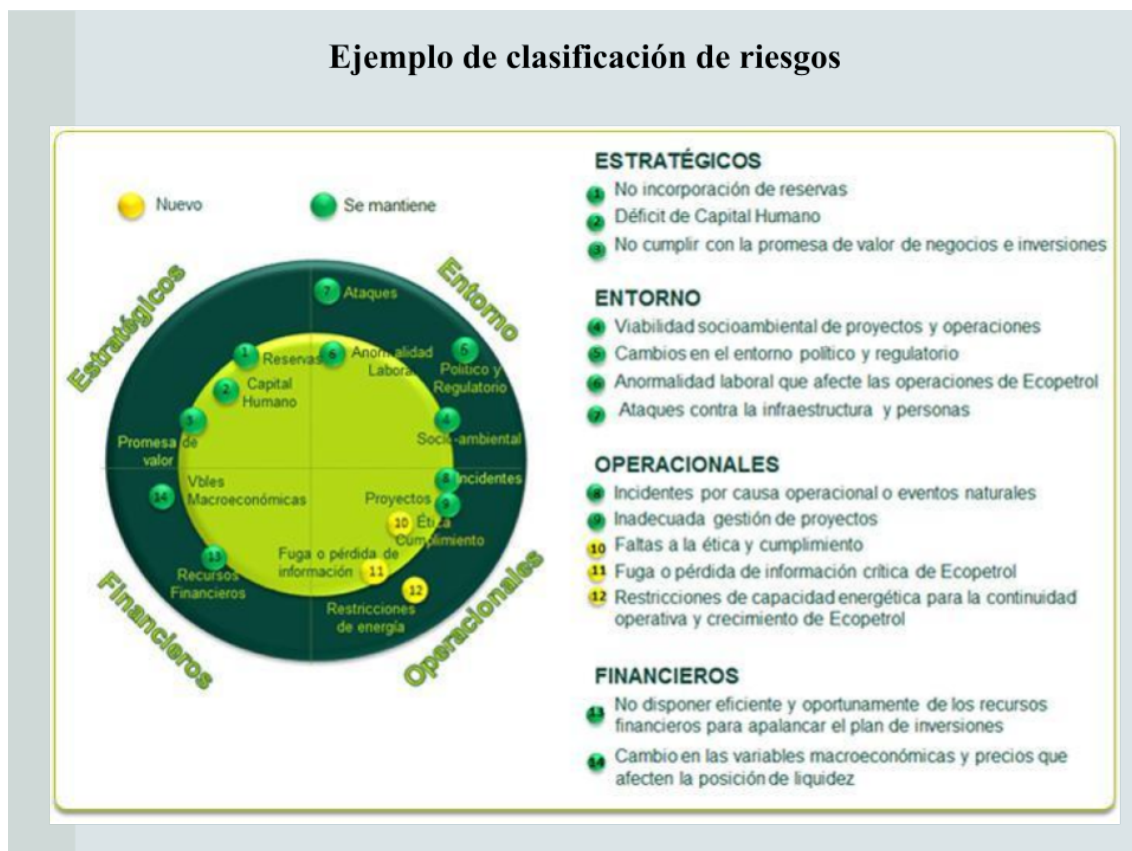 Ejemplo de clasificación de riesgos
Nuevo
Se mantiene
Estratégicos
Entorno
Financieros
Operacionales
7 Ataques
1 Reservas
6 Anormalidad
Laboral
5
Político y
Regulatorio
2 Capital
Humano
3
Promesa de
valor
4
Socio-ambiental
14 Vbles
Macroeconómicas
8 Incidentes
Proyectos 9
10 Ética
Cumplimiento
13
Recursos
Financieros
Fuga o pérdida de
información 11
12
Restricciones
de energía
ESTRATÉGICOS
1 No incorporación de reservas
2 Déficit de Capital Humano
3 No cumplir con la promesa de valor de negocios e inversiones
ENTORNO
4 Viabilidad socioambiental de proyectos y operaciones
5 Cambios en el entorno político y regulatorio
6 Anormalidad laboral que afecte las operaciones de Ecopetrol
7 Ataques contra la infraestructura y personas
OPERACIONALES
8 Incidentes por causa operacional o eventos naturales
9 Inadecuada gestión de proyectos
10 Faltas a la ética y cumplimiento
11 Fuga o pérdida de información crítica de Ecopetrol
12 Restricciones de capacidad energética para la continuidad
operativa y crecimiento de Ecopetrol
FINANCIEROS
13 No disponer eficiente y oportunamente de los recursos
financieros para apalancar el plan de inversiones
14 Cambio en las variables macroeconómicas y precios que
afecten la posición de liquidez